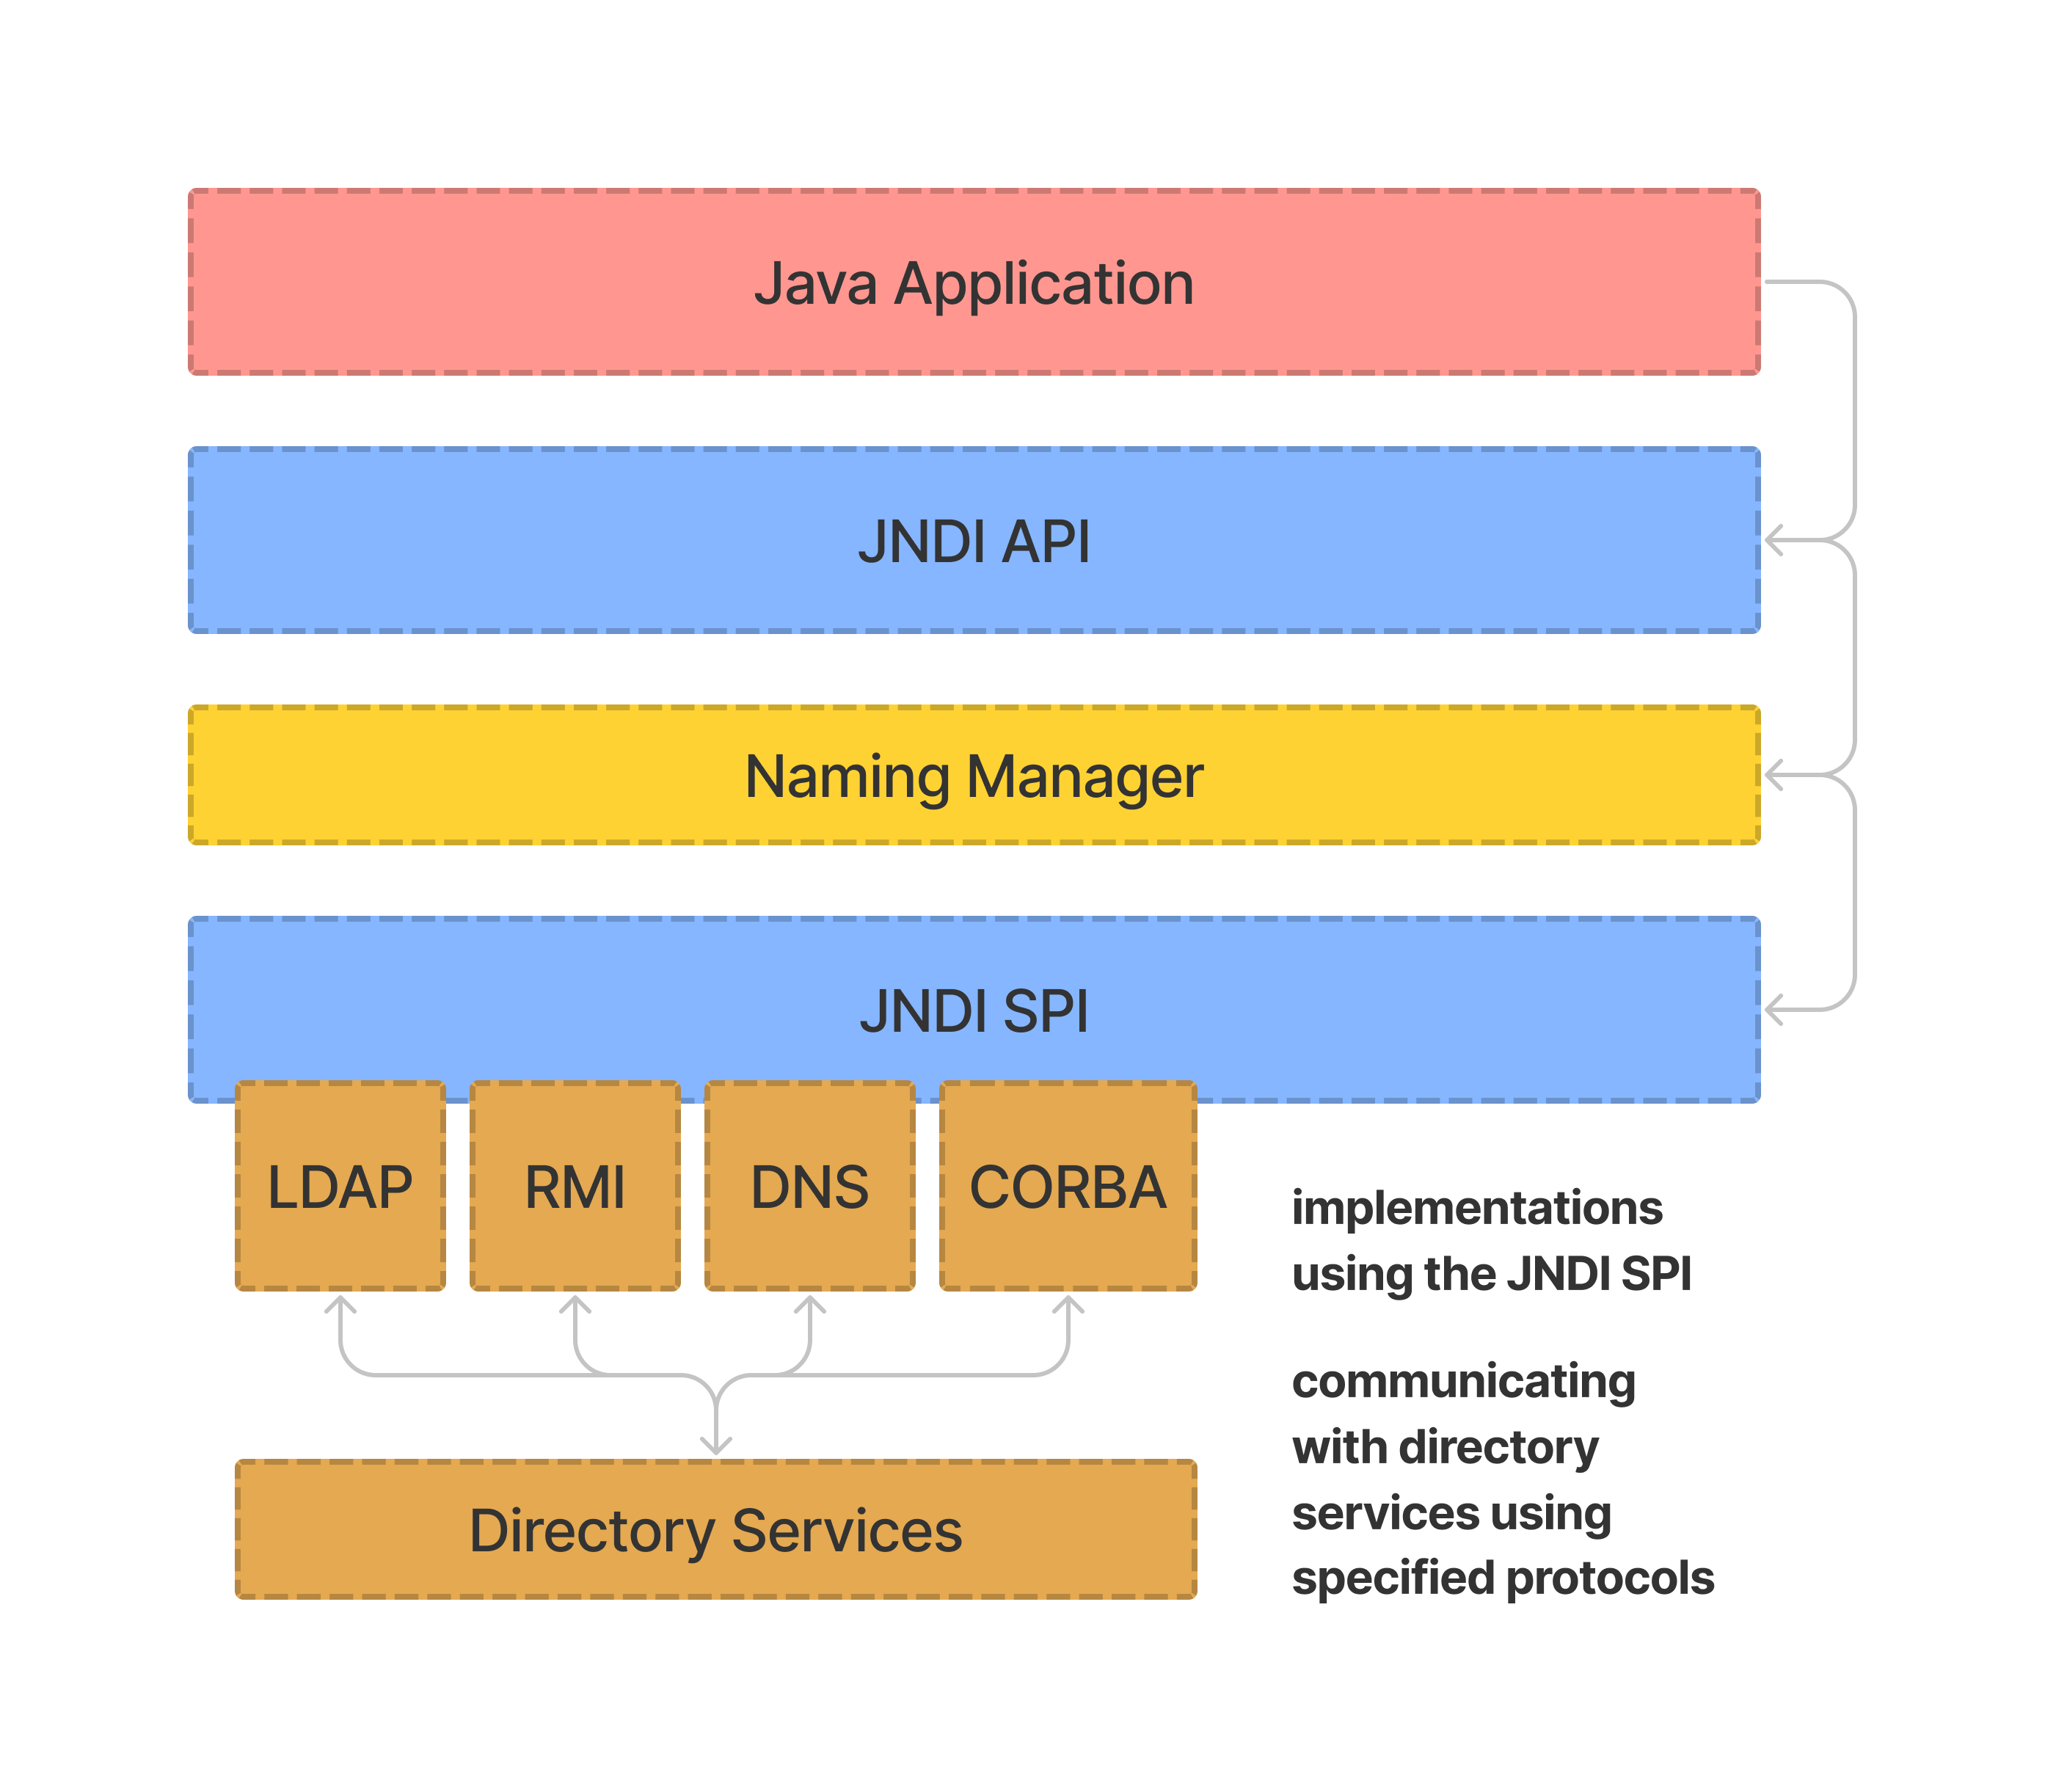 Java Application
JNDI API
Naming Manager
JNDI SPI
LDAP
RMI
DNS
CORBA
implementations
using the JNDI SPI
communicating
with directory
services using
specified protocols
Directory Services